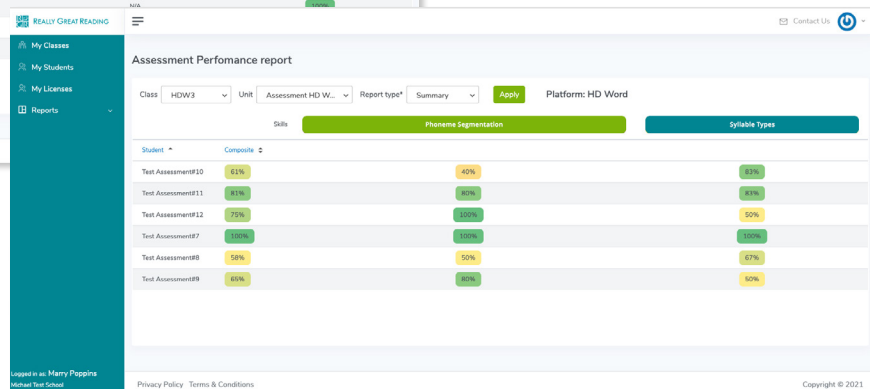 N/A 100%
REALLY GREAT READING
Contact Us
My Classes
My Students
My Licenses
Reports
Assessment Perfomance report
Class HDW3 Unit Assessment HD W... Report type* Summary Apply Platform: HD Word
Skills Phoneme Segmentation Syllable Types
Student Composite
Test Assessment#10 61% 40% 83%
Test Assessment#11 81% 80% 83%
Test Assessment#12 75% 100% 50%
Test Assessment#7 100% 100% 100%
Test Assessment#8 58% 50% 67%
Test Assessment#9 65% 80% 50%
Logged in as: Marry Poppins
Michael Test School
Privacy Policy Terms & Conditions Copyright © 2021